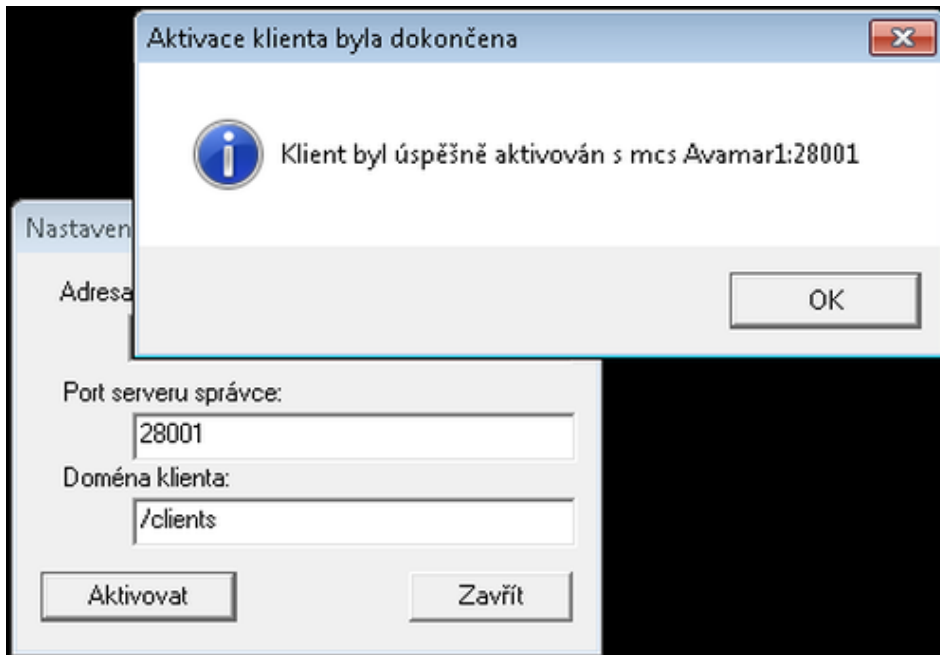 Aktivace klienta byla dokončena
Klient byl úspěšně aktivován s mcs Avamar1:28001
OK
Nastaven
Adresa
Port serveru správce:
28001
Doména klienta:
/clients
Aktivovat
Zavřít